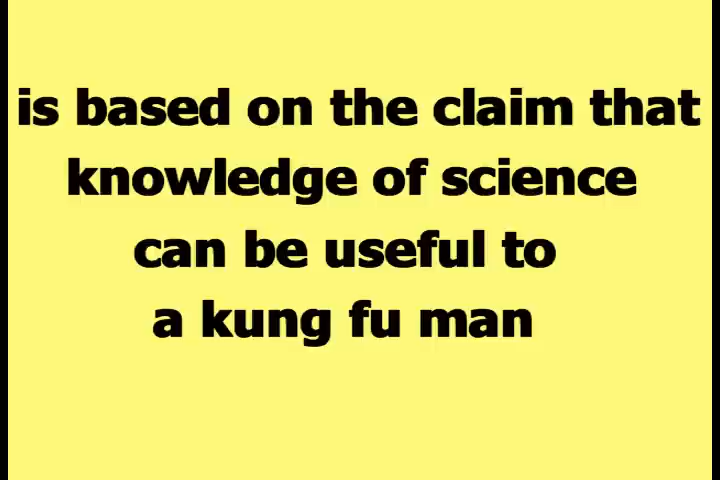 is based on the claim that
knowledge of science
can be useful to
a kung fu man